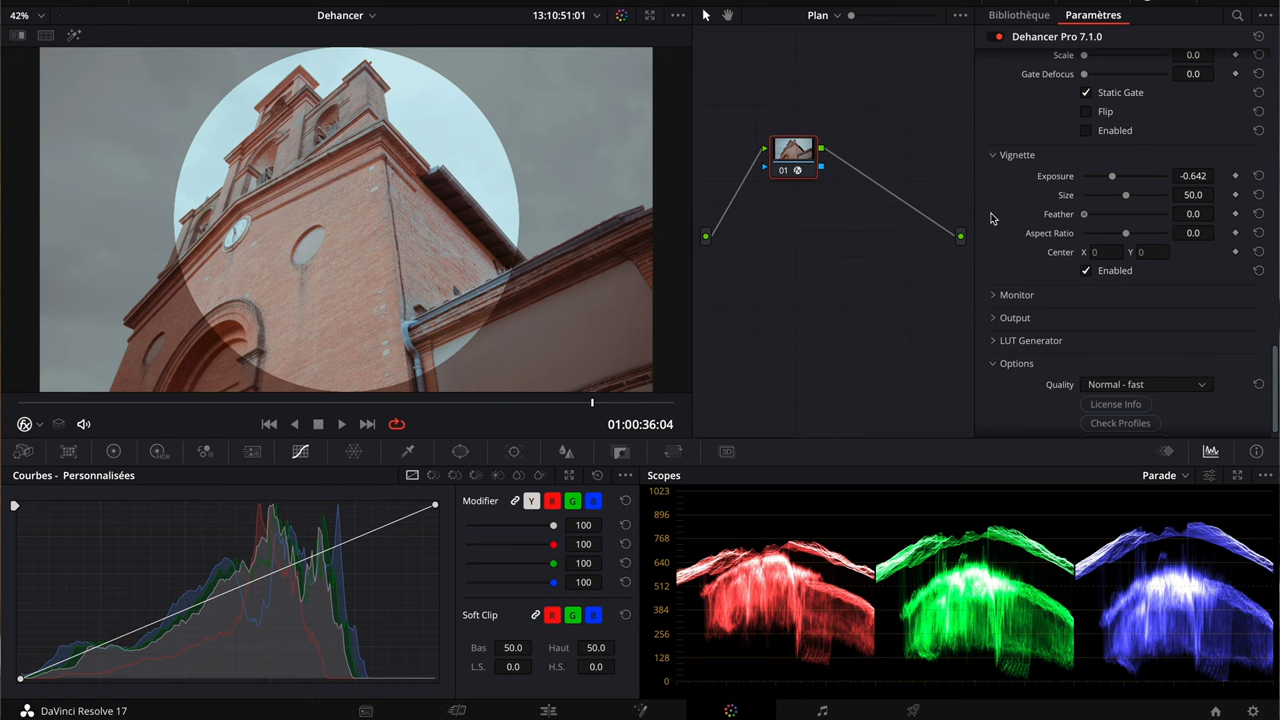 42%
Dehancer
13:10:51:01
Plan
Bibliothèque
Paramètres
Dehancer Pro 7.1.0
Scale 0.0
Gate Defocus 0.0
Static Gate
Flip
Enabled
Vignette
Exposure -0.642
Size 50.0
Feather 0.0
Aspect Ratio 0.0
Center X 0 Y 0
Enabled
Monitor
Output
LUT Generator
Options
Quality Normal - fast
License Info
Check Profiles
01
fx
01:00:36:04
HDR
3D
Courbes - Personnalisées
Modifier Y R G B
100
100
100
100
Soft Clip R G B
Bas 50.0 Haut 50.0
L.S. 0.0 H.S. 0.0
Scopes
Parade
1023
896
768
640
512
384
256
128
0
DaVinci Resolve 17